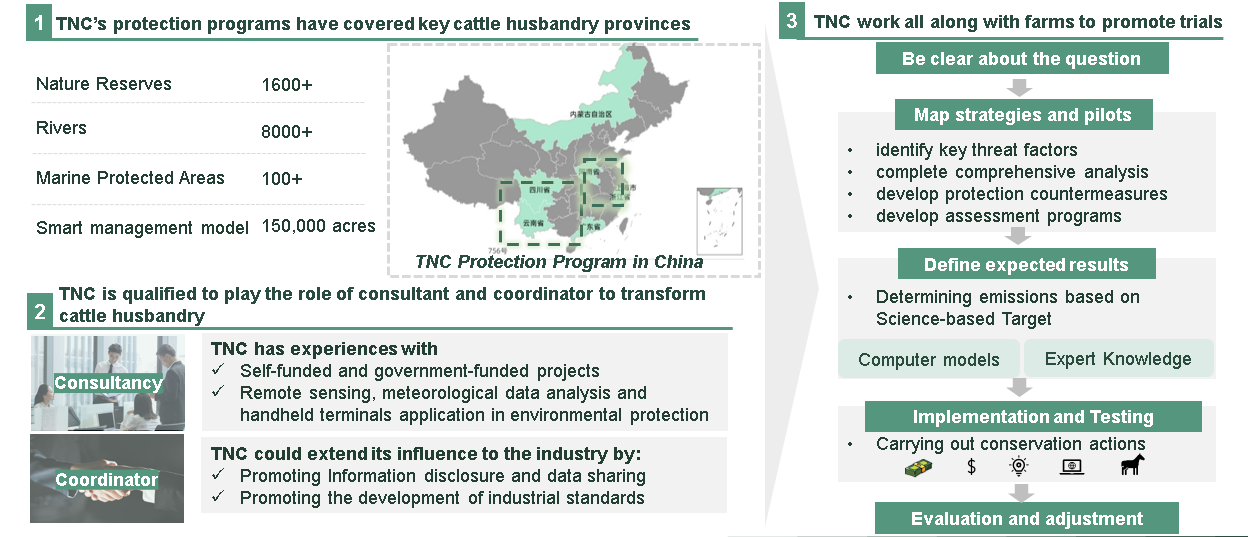 1
TNC's protection programs have covered key cattle husbandry provinces
Nature Reserves 1600+
Rivers 8000+
Marine Protected Areas 100+
Smart management model 150,000 acres
内蒙古自治区
四川省
云南省
756号
TNC Protection Program in China
2
TNC is qualified to play the role of consultant and coordinator to transform
cattle husbandry
Consultancy
TNC has experiences with
✓ Self-funded and government-funded projects
✓ Remote sensing, meteorological data analysis and
handheld terminals application in environmental protection
Coordinator
TNC could extend its influence to the industry by:
✓ Promoting Information disclosure and data sharing
✓ Promoting the development of industrial standards
3
TNC work all along with farms to promote trials
Be clear about the question
Map strategies and pilots
• identify key threat factors
• complete comprehensive analysis
• develop protection countermeasures
• develop assessment programs
Define expected results
• Determining emissions based on
Science-based Target
Computer models
Expert Knowledge
Implementation and Testing
• Carrying out conservation actions
$
Evaluation and adjustment